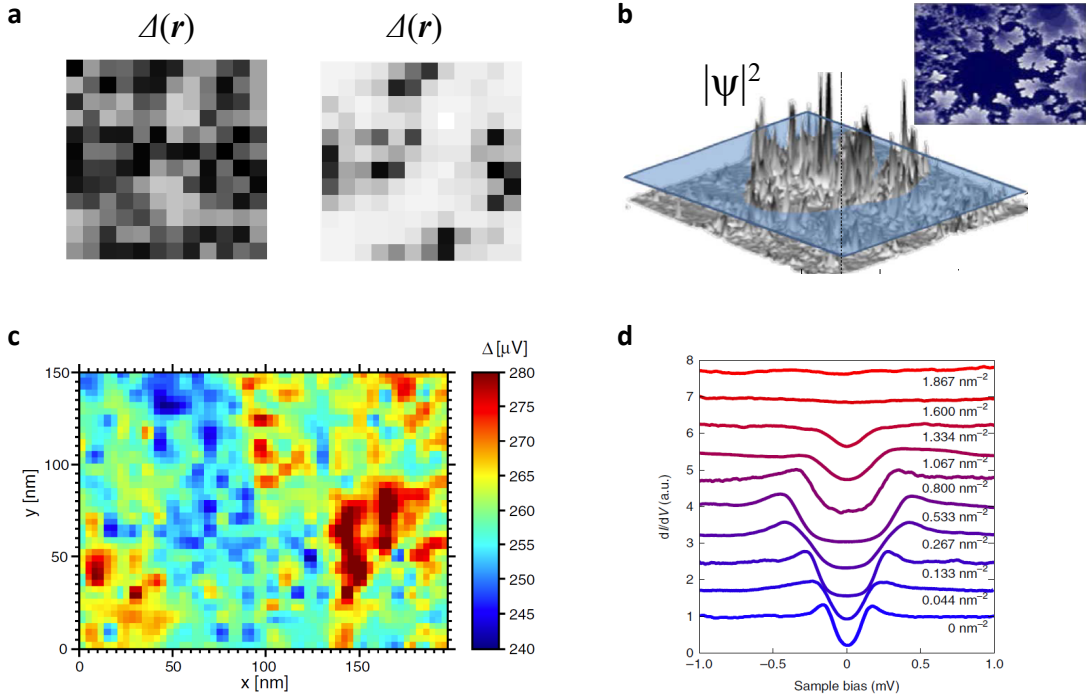 a
Δ(r)
Δ(r)
b
|ψ|²
c
Δ [μV]
280
275
270
265
260
255
250
245
240
150
100
50
0
y [nm]
0
50
100
150
x [nm]
d
8
7
6
5
4
3
2
1
0
dI/dV (a.u.)
1.867 nm⁻²
1.600 nm⁻²
1.334 nm⁻²
1.067 nm⁻²
0.800 nm⁻²
0.533 nm⁻²
0.267 nm⁻²
0.133 nm⁻²
0.044 nm⁻²
0 nm⁻²
−1.0
−0.5
0
0.5
1.0
Sample bias (mV)